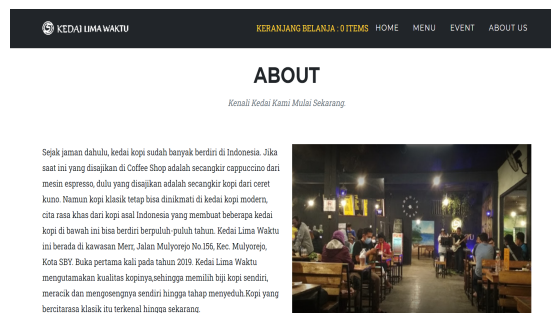 KEDAI LIMA WAKTU
KERANJANG BELANJA : 0 ITEMS HOME MENU EVENT ABOUT US
ABOUT
Kenali Kedai Kami Mulai Sekarang.
Sejak jaman dahulu, kedai kopi sudah banyak berdiri di Indonesia. Jika
saat ini yang disajikan di Coffee Shop adalah secangkir cappuccino dari
mesin espresso, dulu yang disajikan adalah secangkir kopi dari ceret
kuno. Namun kopi klasik tetap bisa dinikmati di kedai kopi modern,
cita rasa khas dari kopi asal Indonesia yang membuat beberapa kedai
kopi di bawah ini bisa berdiri berpuluh-puluh tahun. Kedai Lima Waktu
ini berada di kawasan Merr, Jalan Mulyorejo No.156, Kec. Mulyorejo,
Kota SBY. Buka pertama kali pada tahun 2019. Kedai Lima Waktu
mengutamakan kualitas kopinya,sehingga memilih biji kopi sendiri,
meracik dan mengosengnya sendiri hingga tahap menyeduh.Kopi yang
bercitarasa klasik itu terkenal hingga sekarang.